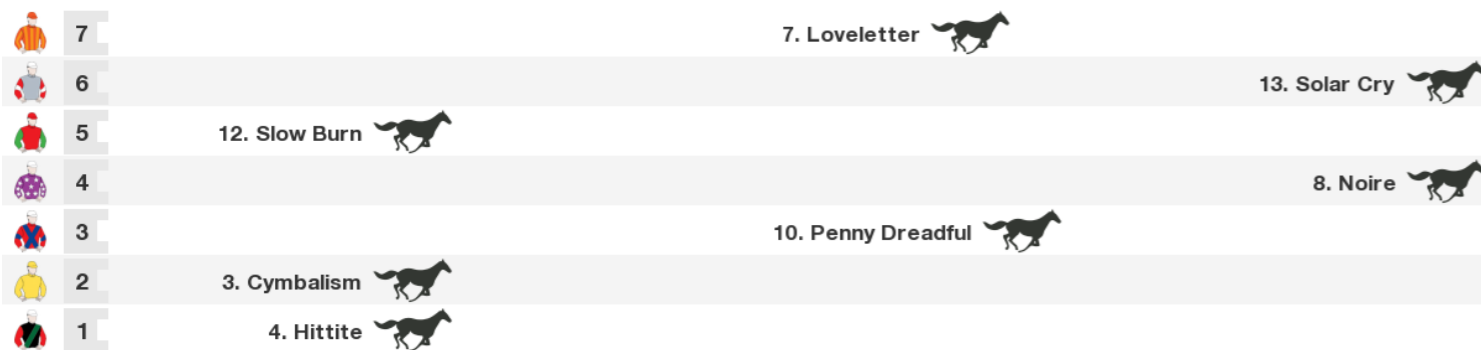 7 7. Loveletter
6 13. Solar Cry
5 12. Slow Burn
4 8. Noire
3 10. Penny Dreadful
2 3. Cymbalism
1 4. Hittite